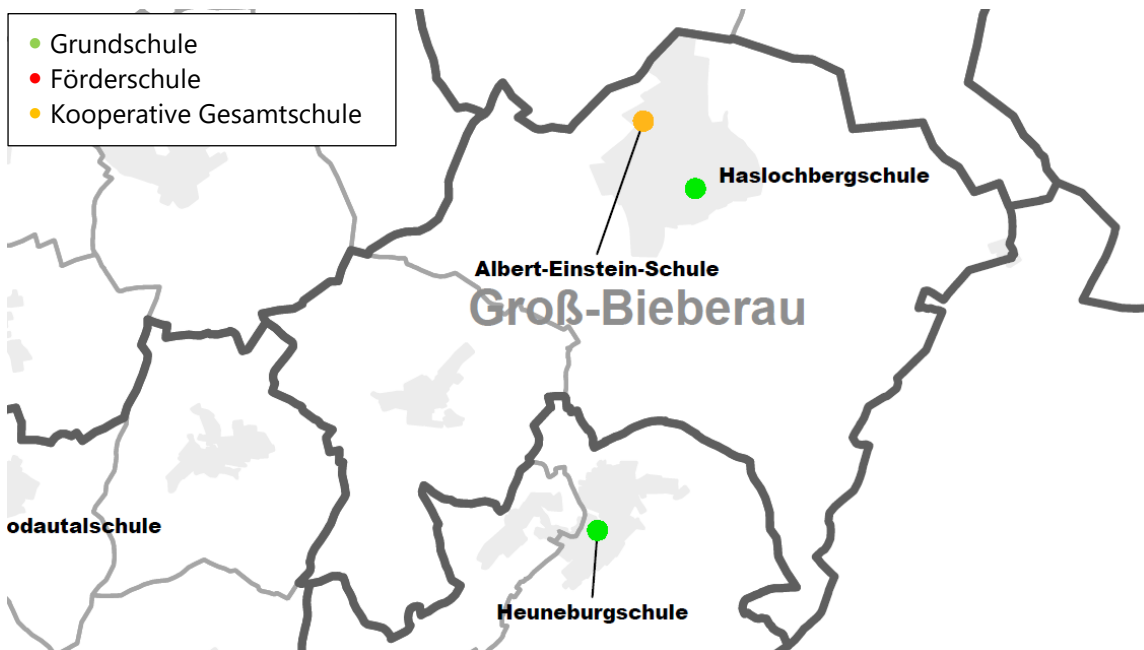 Grundschule
Förderschule
Kooperative Gesamtschule
Haslochbergschule
Albert-Einstein-Schule
Groß-Bieberau
odautalschule
Heuneburgschule